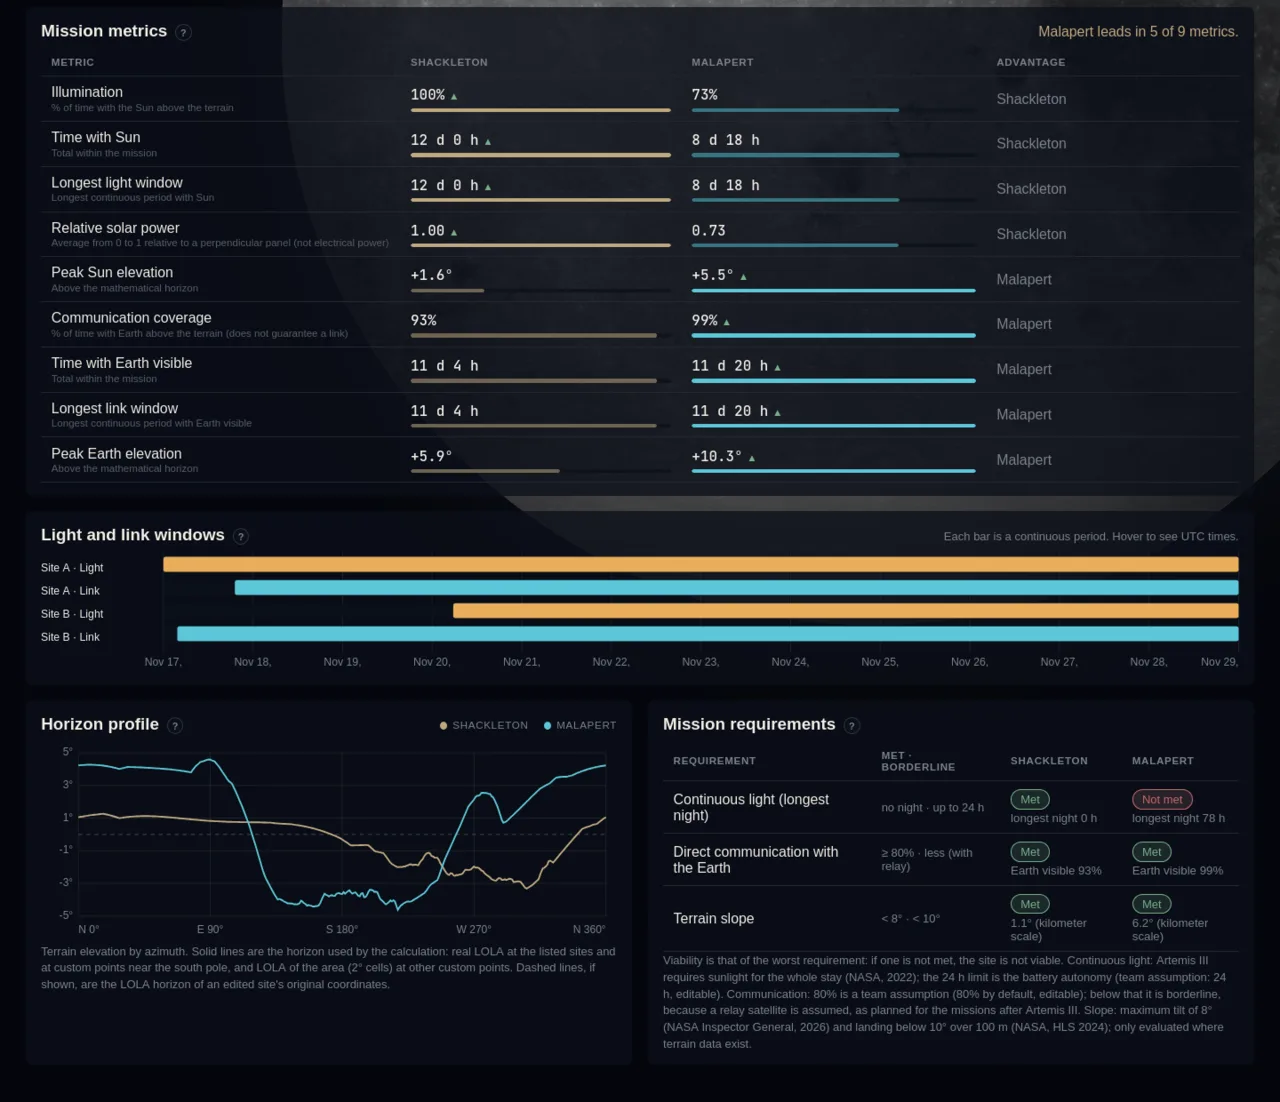 Mission metrics ?
Malapert leads in 5 of 9 metrics.
METRIC SHACKLETON MALAPERT ADVANTAGE
Illumination
% of time with the Sun above the terrain
100% ▲ 73% Shackleton
Time with Sun
Total within the mission
12 d 0 h ▲ 8 d 18 h Shackleton
Longest light window
Longest continuous period with Sun
12 d 0 h ▲ 8 d 18 h Shackleton
Relative solar power
Average from 0 to 1 relative to a perpendicular panel (not electrical power)
1.00 ▲ 0.73 Shackleton
Peak Sun elevation
Above the mathematical horizon
+1.6° +5.5° ▲ Malapert
Communication coverage
% of time with Earth above the terrain (does not guarantee a link)
93% 99% ▲ Malapert
Time with Earth visible
Total within the mission
11 d 4 h 11 d 20 h ▲ Malapert
Longest link window
Longest continuous period with Earth visible
11 d 4 h 11 d 20 h ▲ Malapert
Peak Earth elevation
Above the mathematical horizon
+5.9° +10.3° ▲ Malapert
Light and link windows ?
Each bar is a continuous period. Hover to see UTC times.
Site A · Light
Site A · Link
Site B · Light
Site B · Link
Nov 17, Nov 18, Nov 19, Nov 20, Nov 21, Nov 22, Nov 23, Nov 24, Nov 25, Nov 26, Nov 27, Nov 28, Nov 29,
Horizon profile ?
SHACKLETON MALAPERT
5°
3°
1°
-1°
-3°
-5°
N 0° E 90° S 180° W 270° N 360°
Terrain elevation by azimuth. Solid lines are the horizon used by the calculation: real LOLA at the listed sites and
at custom points near the south pole, and LOLA of the area (2° cells) at other custom points. Dashed lines, if
shown, are the LOLA horizon of an edited site's original coordinates.
Mission requirements ?
REQUIREMENT MET · BORDERLINE SHACKLETON MALAPERT
Continuous light (longest
night)
no night · up to 24 h
Met
longest night 0 h
Not met
longest night 78 h
Direct communication with
the Earth
≥ 80% · less (with
relay)
Met
Earth visible 93%
Met
Earth visible 99%
Terrain slope
< 8° · < 10°
Met
1.1° (kilometer
scale)
Met
6.2° (kilometer
scale)
Viability is that of the worst requirement: if one is not met, the site is not viable. Continuous light: Artemis III
requires sunlight for the whole stay (NASA, 2022); the 24 h limit is the battery autonomy (team assumption: 24
h, editable). Communication: 80% is a team assumption (80% by default, editable); below that it is borderline,
because a relay satellite is assumed, as planned for the missions after Artemis III. Slope: maximum tilt of 8°
(NASA Inspector General, 2026) and landing below 10° over 100 m (NASA, HLS 2024); only evaluated where
terrain data exist.